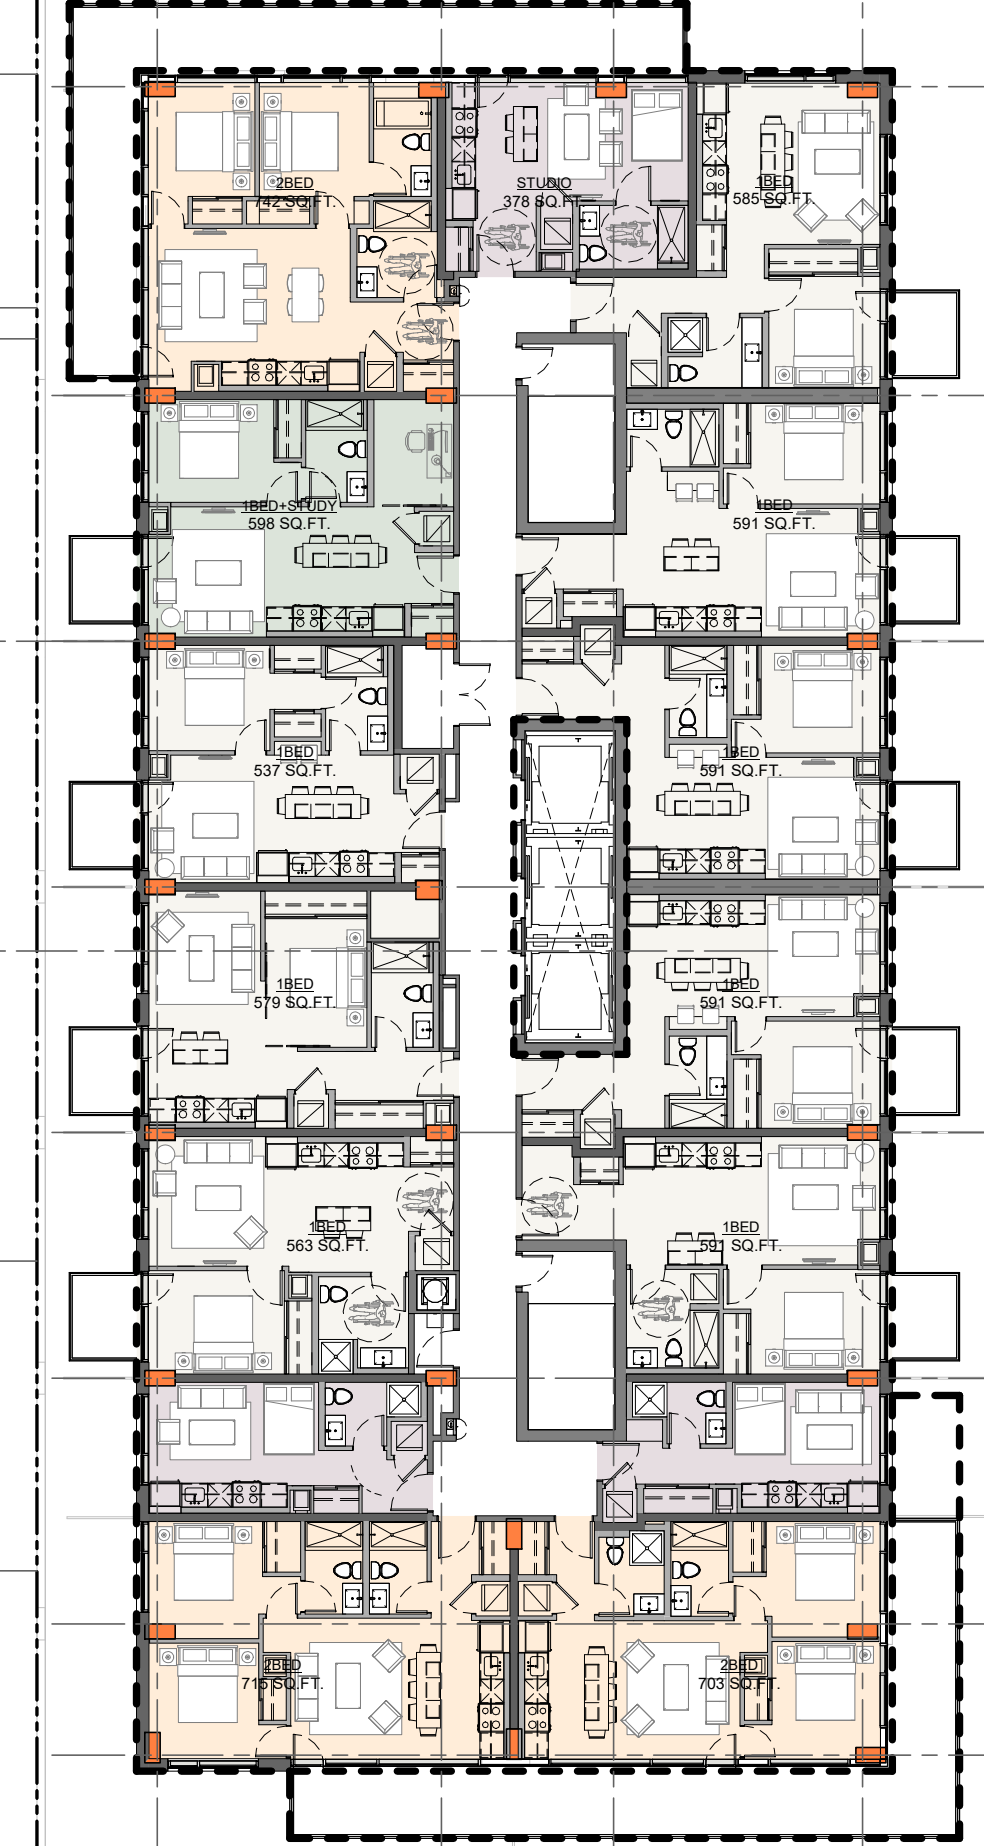 2BED
742 SQ.FT.
STUDIO
378 SQ.FT.
1BED
585 SQ.FT.
1BED+STUDY
598 SQ.FT.
1BED
591 SQ.FT.
1BED
537 SQ.FT.
1BED
591 SQ.FT.
1BED
579 SQ.FT.
1BED
591 SQ.FT.
1BED
563 SQ.FT.
1BED
591 SQ.FT.
2BED
715 SQ.FT.
2BED
703 SQ.FT.